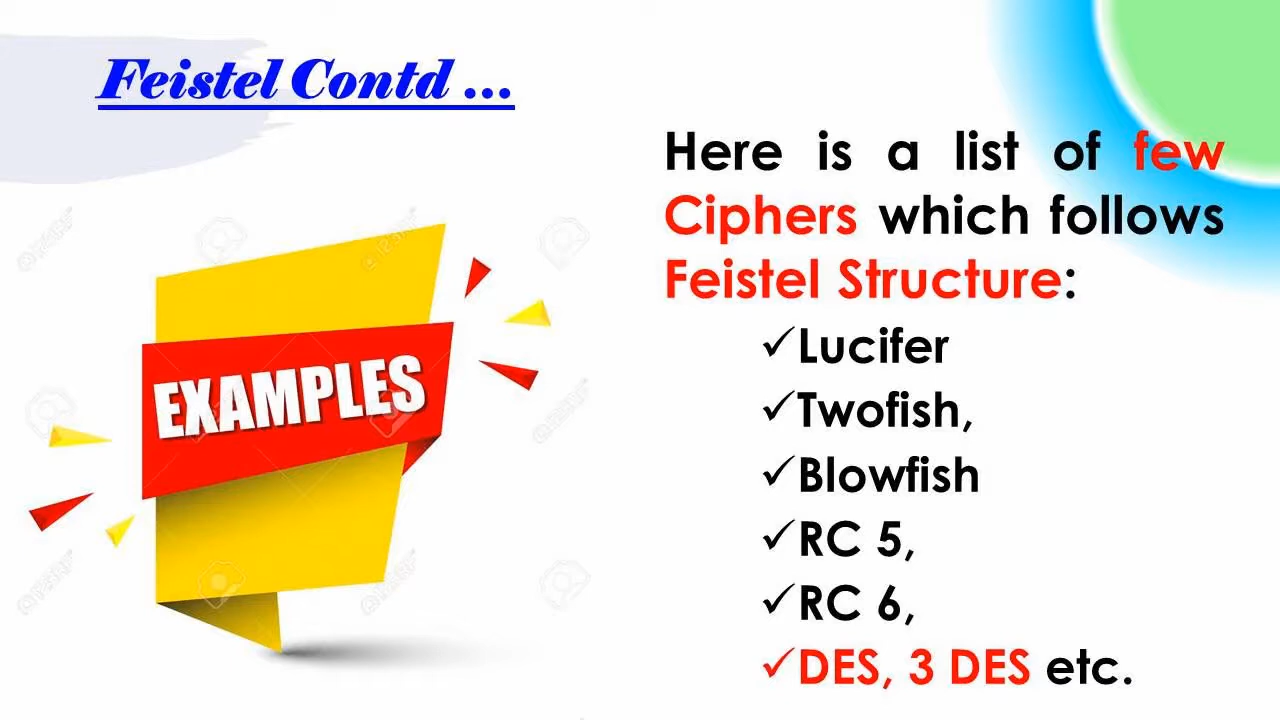 Feistel Contd ...
Here is a list of few
Ciphers which follows
Feistel Structure:
EXAMPLES
✓Lucifer
✓Twofish,
✓Blowfish
✓RC 5,
✓RC 6,
✓DES, 3 DES etc.